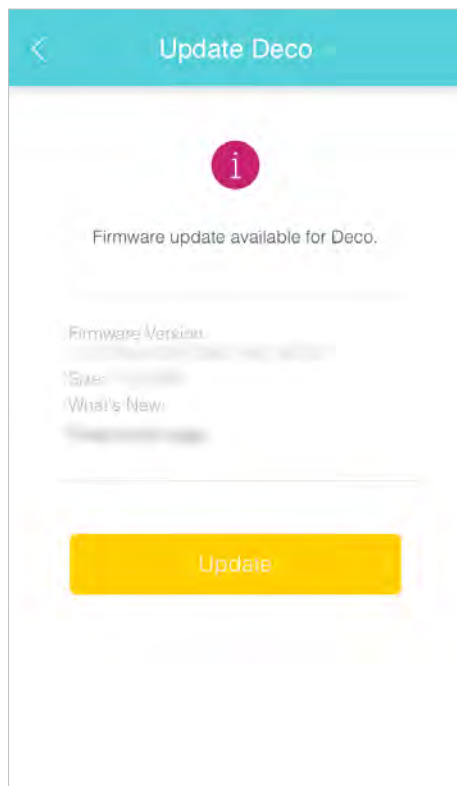 Update Deco
i
Firmware update available for Deco.
Firmware Version:
Size:
What's New:
Update